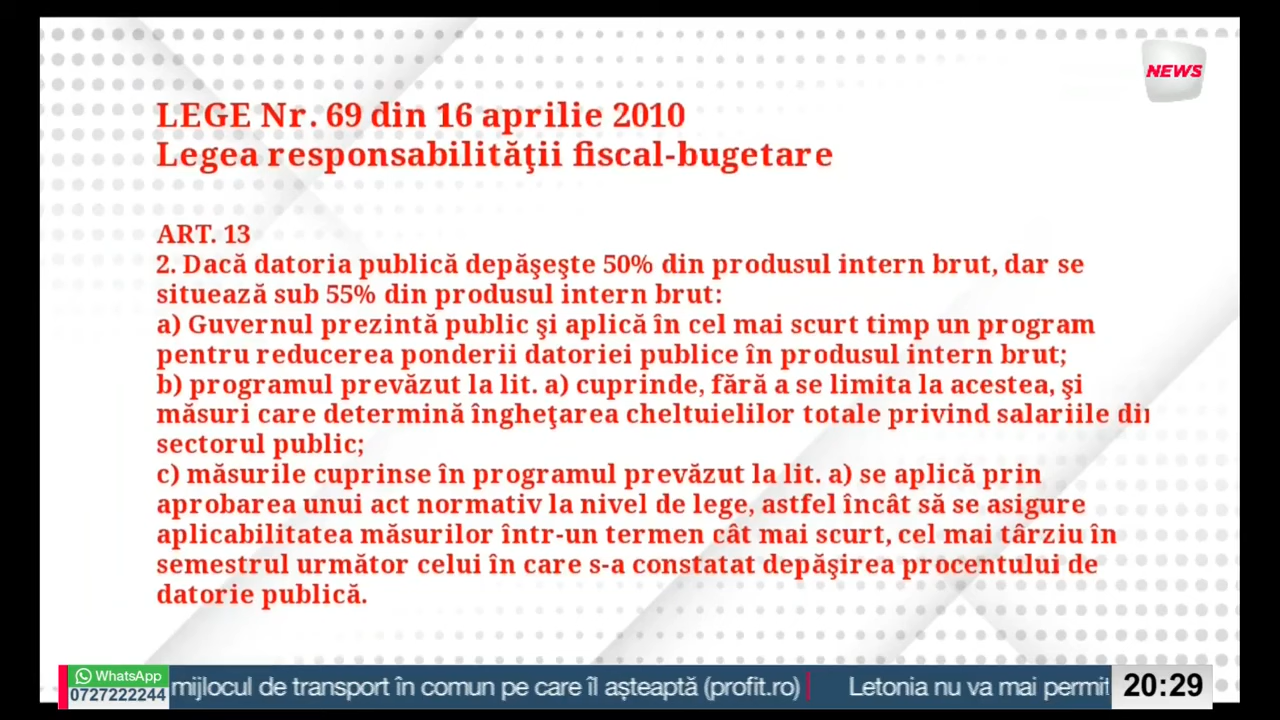 NEWS
LEGE Nr. 69 din 16 aprilie 2010
Legea responsabilităţii fiscal-bugetare
ART. 13
2. Dacă datoria publică depăşeşte 50% din produsul intern brut, dar se
situează sub 55% din produsul intern brut:
a) Guvernul prezintă public şi aplică în cel mai scurt timp un program
pentru reducerea ponderii datoriei publice în produsul intern brut;
b) programul prevăzut la lit. a) cuprinde, fără a se limita la acestea, şi
măsuri care determină îngheţarea cheltuielilor totale privind salariile din
sectorul public;
c) măsurile cuprinse în programul prevăzut la lit. a) se aplică prin
aprobarea unui act normativ la nivel de lege, astfel încât să se asigure
aplicabilitatea măsurilor într-un termen cât mai scurt, cel mai târziu în
semestrul următor celui în care s-a constatat depăşirea procentului de
datorie publică.
WhatsApp
0727222244
mijlocul de transport în comun pe care îl așteaptă (profit.ro) Letonia nu va mai permit
20:29